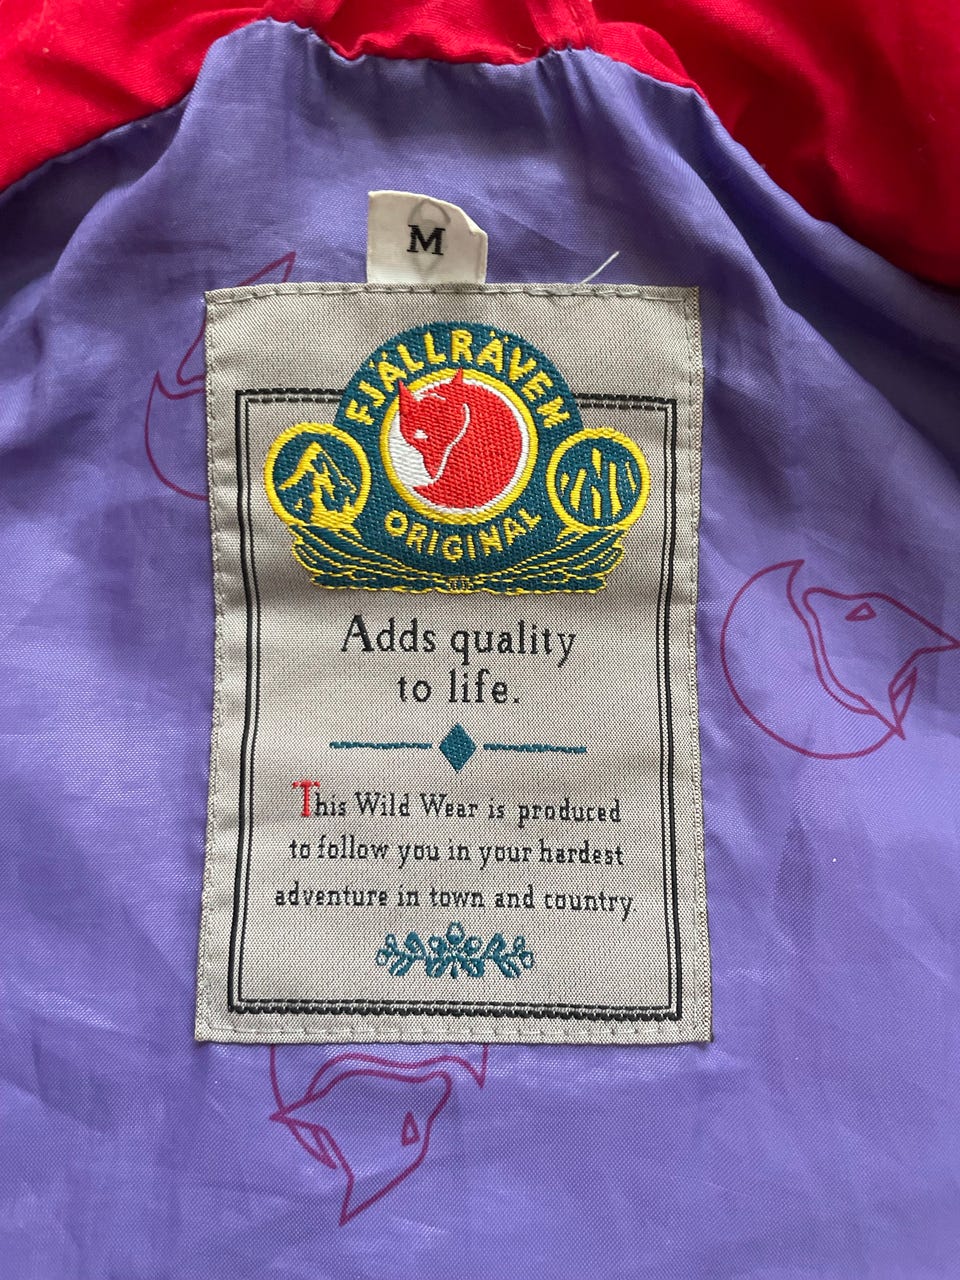 M
FJÄLLRÄVEN
ORIGINAL
Adds quality
to life.
This Wild Wear is produced
to follow you in your hardest
adventure in town and country.